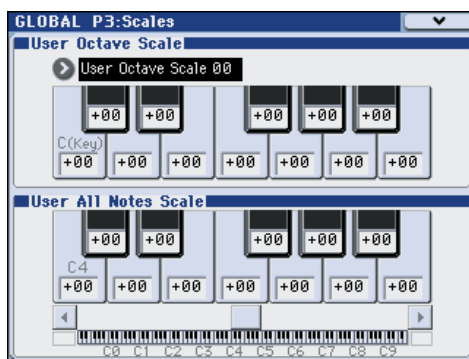 GLOBAL P3:Scales
User Octave Scale
User Octave Scale 00
+00 +00 +00 +00 +00
C(Key)
+00 +00 +00 +00 +00 +00 +00
User All Notes Scale
+00 +00 +00 +00 +00
C4
+00 +00 +00 +00 +00 +00 +00
C0 C1 C2 C3 C4 C5 C6 C7 C8 C9